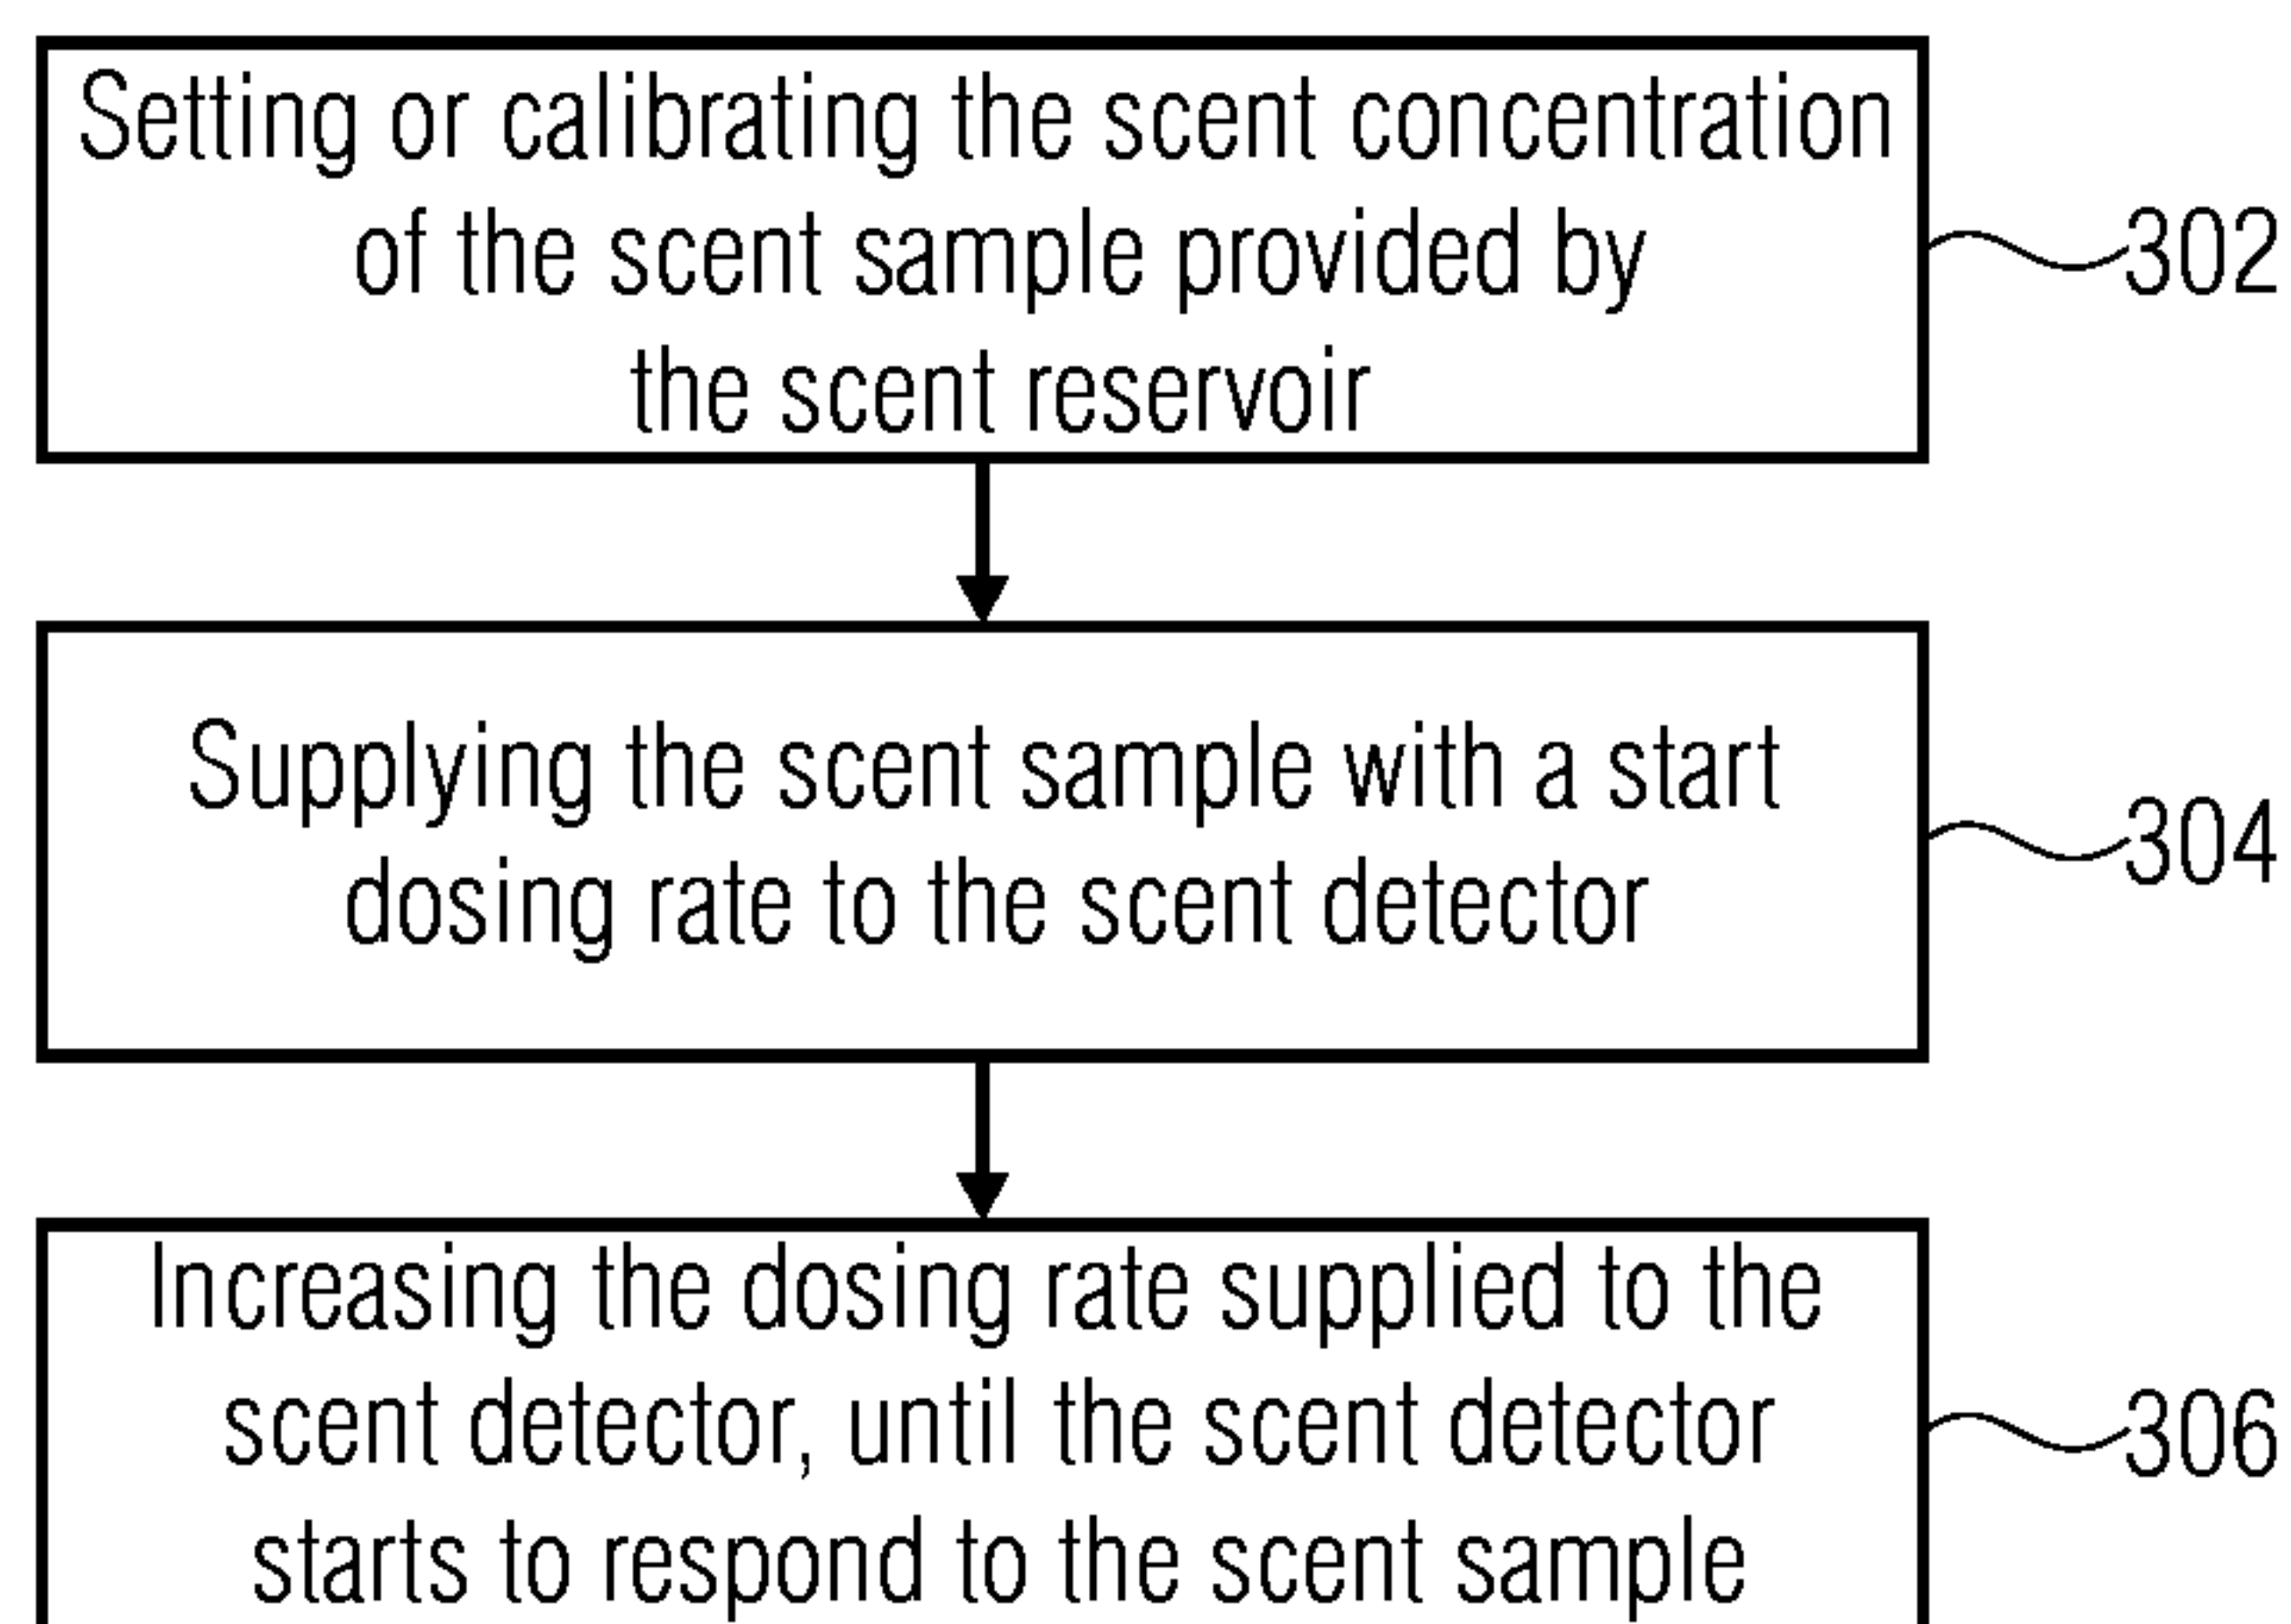 Setting or calibrating the scent concentration
of the scent sample provided by
the scent reservoir
302
Supplying the scent sample with a start
dosing rate to the scent detector
304
Increasing the dosing rate supplied to the
scent detector, until the scent detector
starts to respond to the scent sample
306